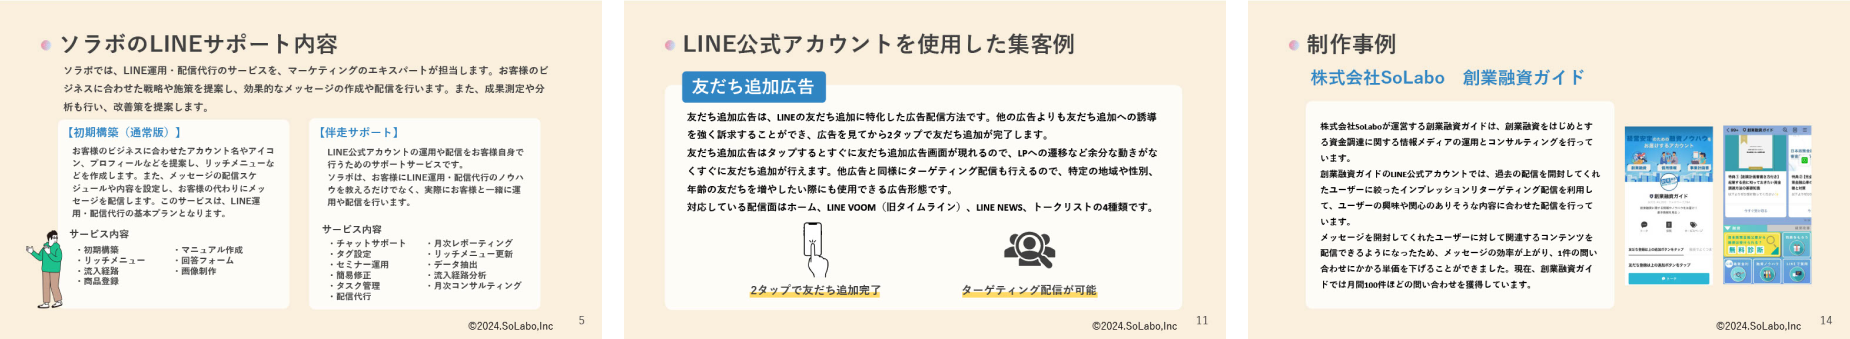 ソラボのLINEサポート内容
ソラボでは、LINE運用・配信代行のサービスを、マーケティングのエキスパートが担当します。お客様のビ
ジネスに合わせた戦略や施策を提案し、効果的なメッセージの作成や配信を行います。また、成果測定や分
析も行い、改善策を提案します。
【初期構築（通常版）】
お客様のビジネスに合わせたアカウント名やアイコ
ン、プロフィールなどを提案し、リッチメニューな
どを作成します。また、メッセージの配信スケ
ジュールや内容を設定し、お客様の代わりにメッ
セージを配信します。このサービスは、LINE運
用・配信代行の基本プランとなります。
サービス内容
・初期構築
・リッチメニュー
・流入経路
・商品登録
・マニュアル作成
・回答フォーム
・画像制作
【伴走サポート】
LINE公式アカウントの運用や配信をお客様自身で
行うためのサポートサービスです。
ソラボは、お客様にLINE運用・配信代行のノウハ
ウを教えるだけでなく、実際にお客様と一緒に運
用や配信を行います。
サービス内容
・チャットサポート
・タグ設定
・セミナー運用
・簡易修正
・タスク管理
・配信代行
・月次レポーティング
・リッチメニュー更新
・データ抽出
・流入経路分析
・月次コンサルティング
©2024.SoLabo,Inc
5
LINE公式アカウントを使用した集客例
友だち追加広告
友だち追加広告は、LINEの友だち追加に特化した広告配信方法です。他の広告よりも友だち追加への誘導
を強く訴求することができ、広告を見てから2タップで友だち追加が完了します。
友だち追加広告はタップするとすぐに友だち追加広告画面が現れるので、LPへの遷移など余分な動きがな
くすぐに友だち追加が行えます。他広告と同様にターゲティング配信も行えるので、特定の地域や性別、
年齢の友だちを増やしたい際にも使用できる広告形態です。
対応している配信面はホーム、LINE VOOM（旧タイムライン）、LINE NEWS、トークリストの4種類です。
2タップで友だち追加完了
ターゲティング配信が可能
©2024.SoLabo,Inc
11
制作事例
株式会社SoLabo　創業融資ガイド
株式会社SoLaboが運営する創業融資ガイドは、創業融資をはじめとす
る資金調達に関する情報メディアの運用とコンサルティングを行って
います。
創業融資ガイドのLINE公式アカウントでは、過去の配信を開封してくれ
たユーザーに絞ったインプレッションリターゲティング配信を利用し
て、ユーザーの興味や関心のありそうな内容に合わせた配信を行って
います。
メッセージを開封してくれたユーザーに対して関連するコンテンツを
配信できるようになったため、メッセージの効率が上がり、1件の問い
合わせにかかる単価を下げることができました。現在、創業融資ガイ
ドでは月間100件ほどの問い合わせを獲得しています。
創業融資ガイド
無料診断
©2024.SoLabo,Inc
14